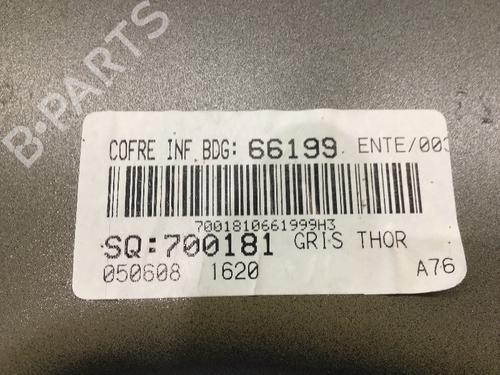 B-PARTS
COFRE INF BDG: 66199 ENTE/003
7001810661999H3
SQ:700181 GRIS THOR
050608 1620 A76